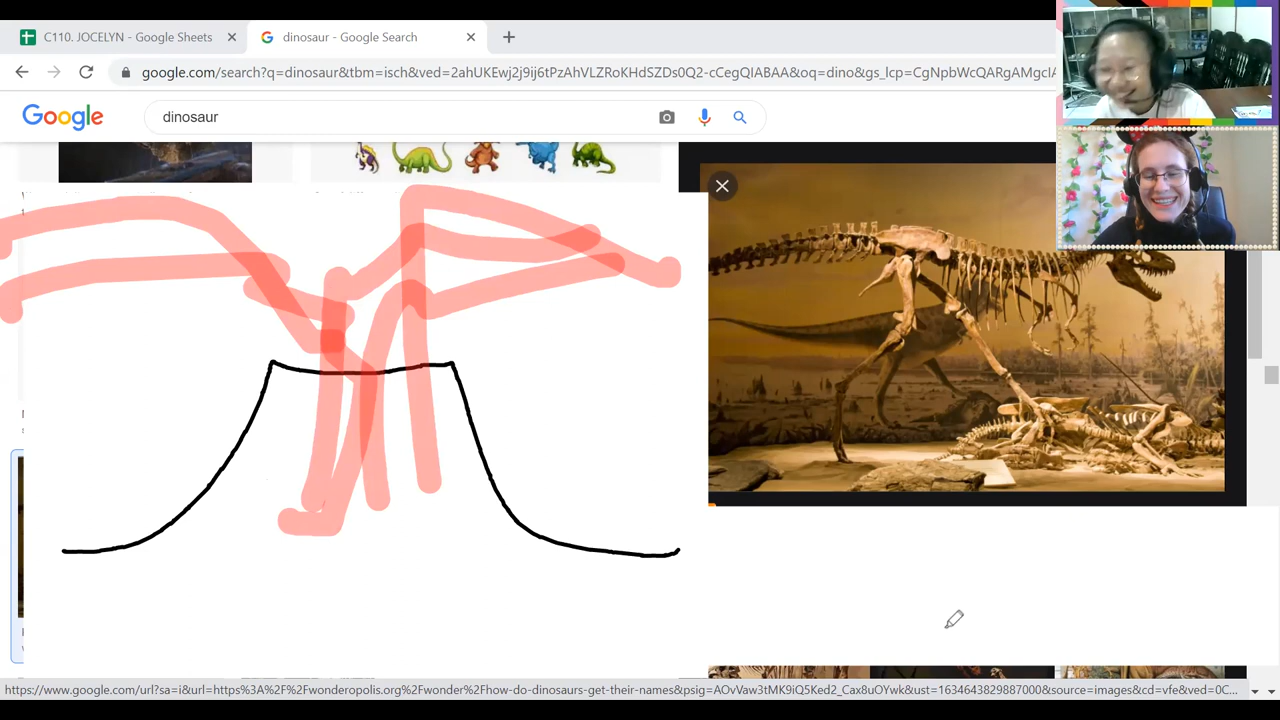 C110. JOCELYN - Google Sheets
dinosaur - Google Search
google.com/search?q=dinosaur&tbm=isch&ved=2ahUKEwj2j9ij6tPzAhVLZRoKHdSZDs0Q2-cCegQIABAA&oq=dino&gs_lcp=CgNpbWcQARgAMgcIA
Google
dinosaur
https://www.google.com/url?sa=i&url=https%3A%2F%2Fwonderopolis.org%2Fwonder%2Fhow-do-dinosaurs-get-their-names&psig=AOvVaw3tMK9iQ5Ked2_Cax8uOYwk&ust=1634643829887000&source=images&cd=vfe&ved=0C...